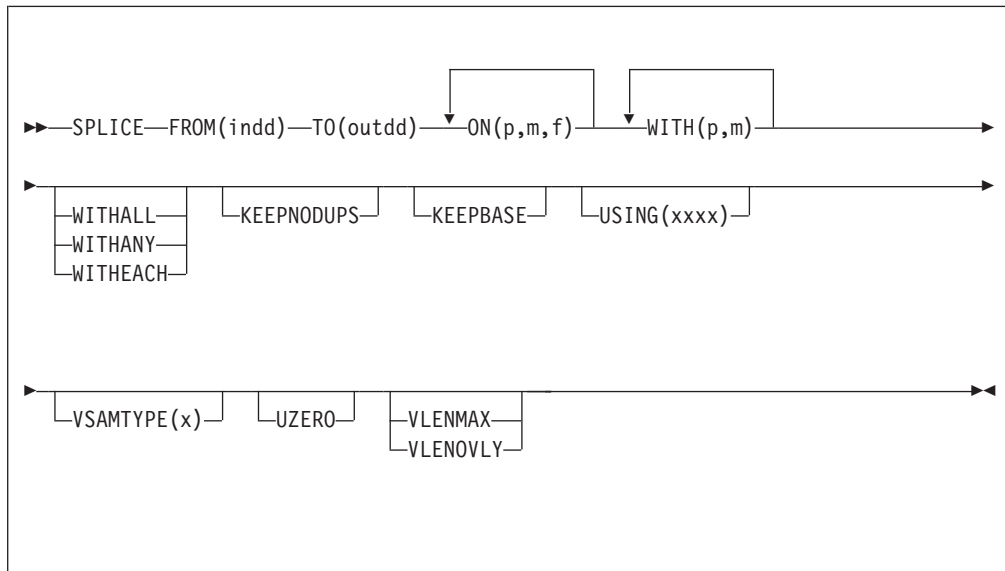 SPLICE FROM(indd) TO(outdd) ON(p,m,f) WITH(p,m)
WITHALL KEEPNODUPS KEEPBASE USING(xxxx)
WITHANY
WITHEACH
VSAMTYPE(x) UZERO VLENMAX
VLENOVLY